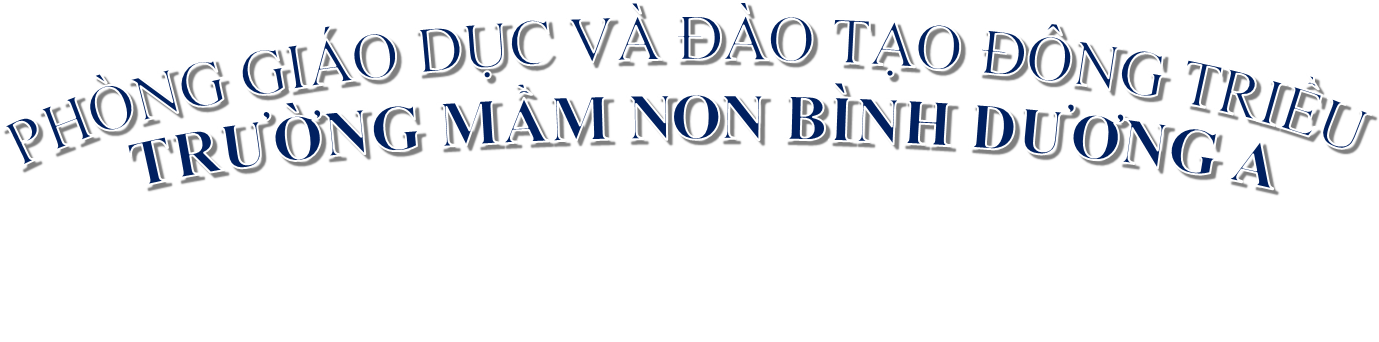 PHÒNG GIÁO DỤC VÀ ĐÀO TẠO ĐÔNG TRIỀU
TRƯỜNG MẦM NON BÌNH DƯƠNG A